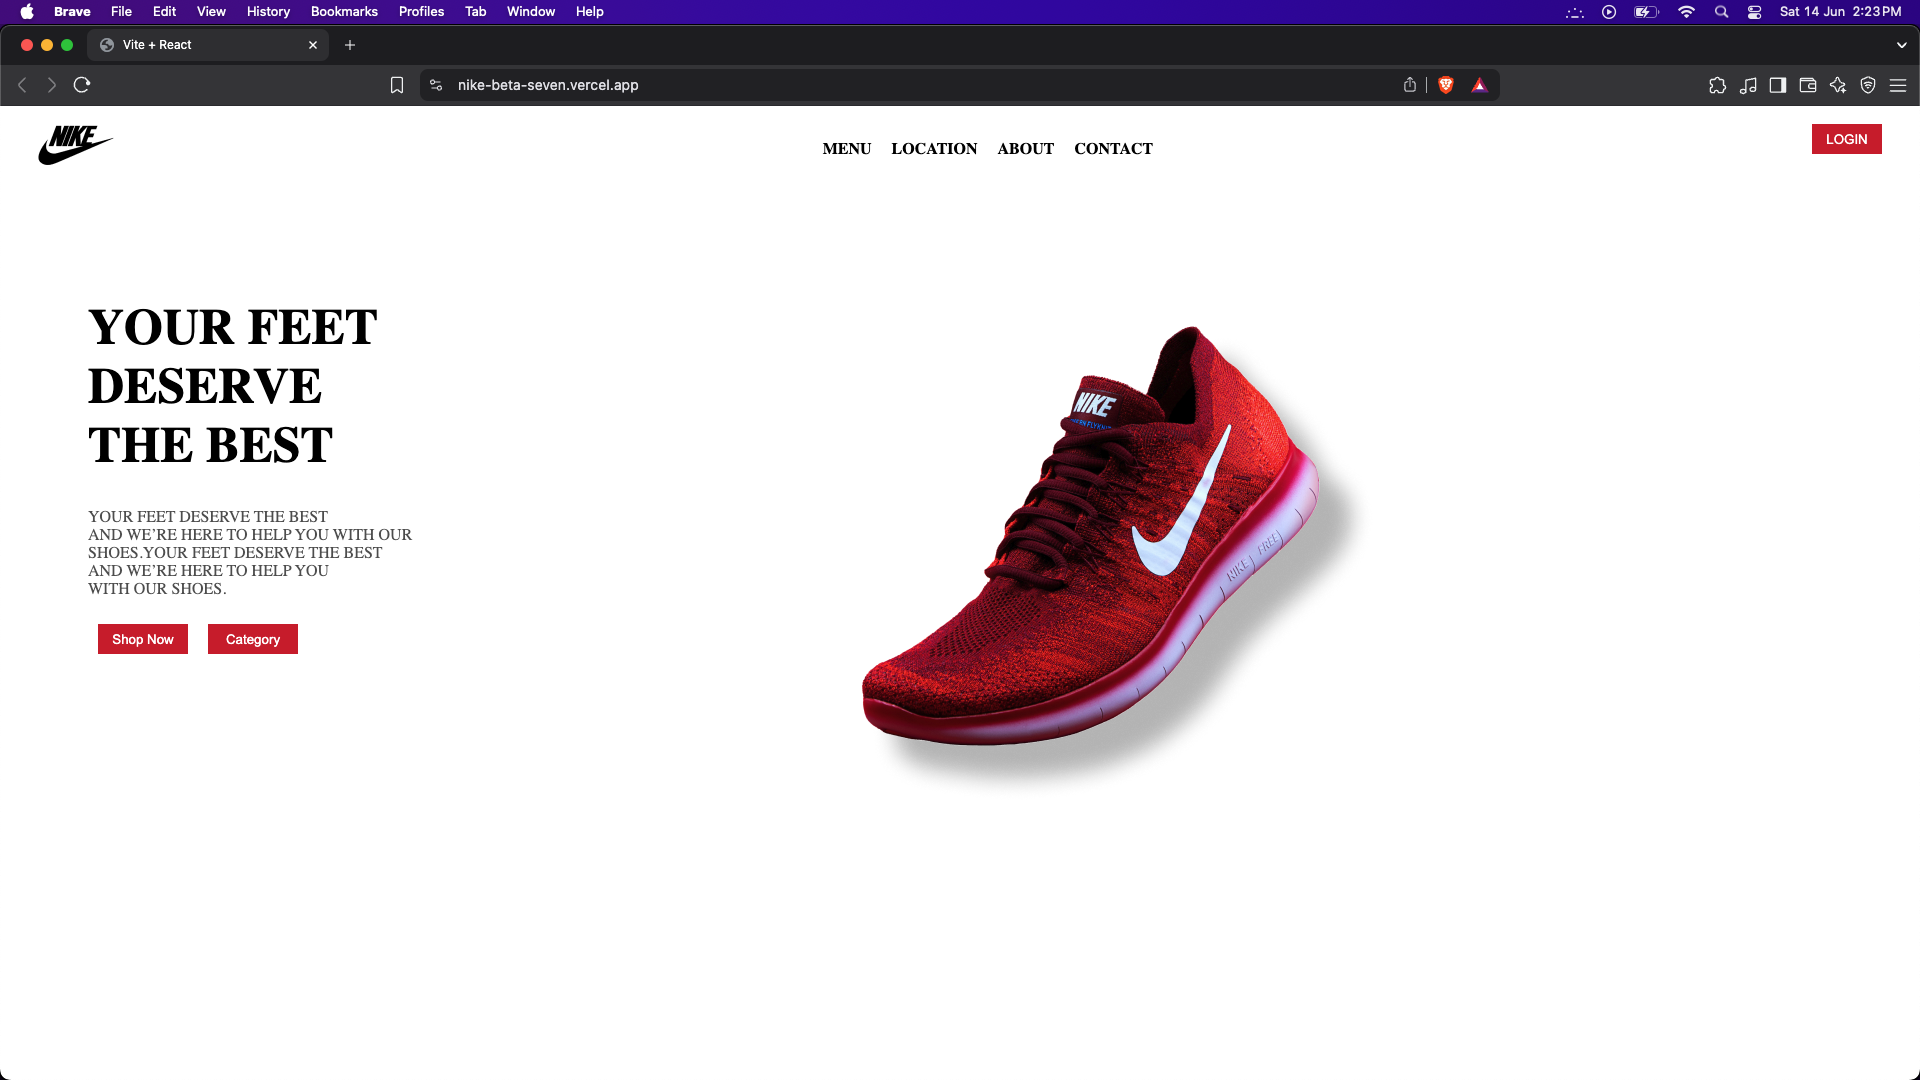 Brave File Edit View History Bookmarks Profiles Tab Window Help Sat 14 Jun 2:23 PM
Vite + React
nike-beta-seven.vercel.app
NIKE MENU LOCATION ABOUT CONTACT LOGIN
YOUR FEET
DESERVE
THE BEST
YOUR FEET DESERVE THE BEST
AND WE’RE HERE TO HELP YOU WITH OUR
SHOES.YOUR FEET DESERVE THE BEST
AND WE’RE HERE TO HELP YOU
WITH OUR SHOES.
Shop Now Category
NIKE
NIKE FREE